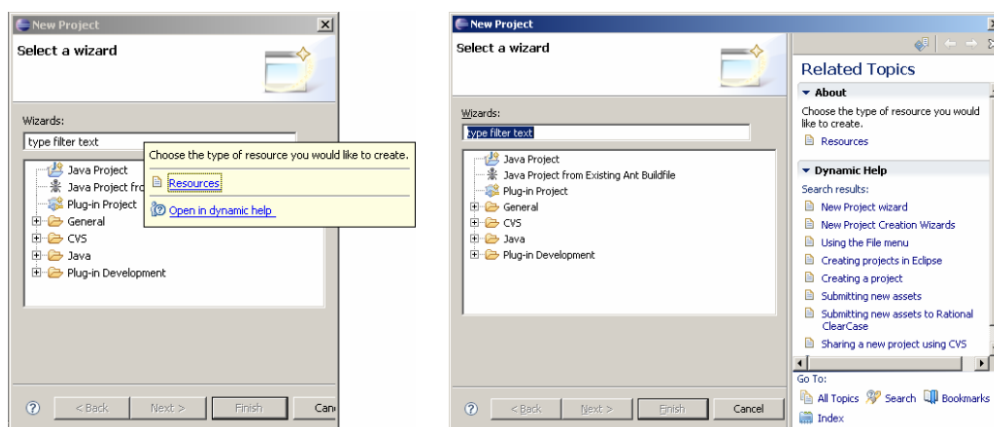 New Project
Select a wizard
Wizards:
type filter text
Choose the type of resource you would like to create.
Resources
Open in dynamic help
Java Project
Java Project fro
Plug-in Project
General
CVS
Java
Plug-in Development
< Back
Next >
Finish
Can
New Project
Select a wizard
Wizards:
type filter text
Java Project
Java Project from Existing Ant Buildfile
Plug-in Project
General
CVS
Java
Plug-in Development
< Back
Next >
Finish
Cancel
Related Topics
About
Choose the type of resource you would
like to create.
Resources
Dynamic Help
Search results:
New Project wizard
New Project Creation Wizards
Using the File menu
Creating projects in Eclipse
Creating a project
Submitting new assets
Submitting new assets to Rational
ClearCase
Sharing a new project using CVS
Go To:
All Topics Search Bookmarks
Index